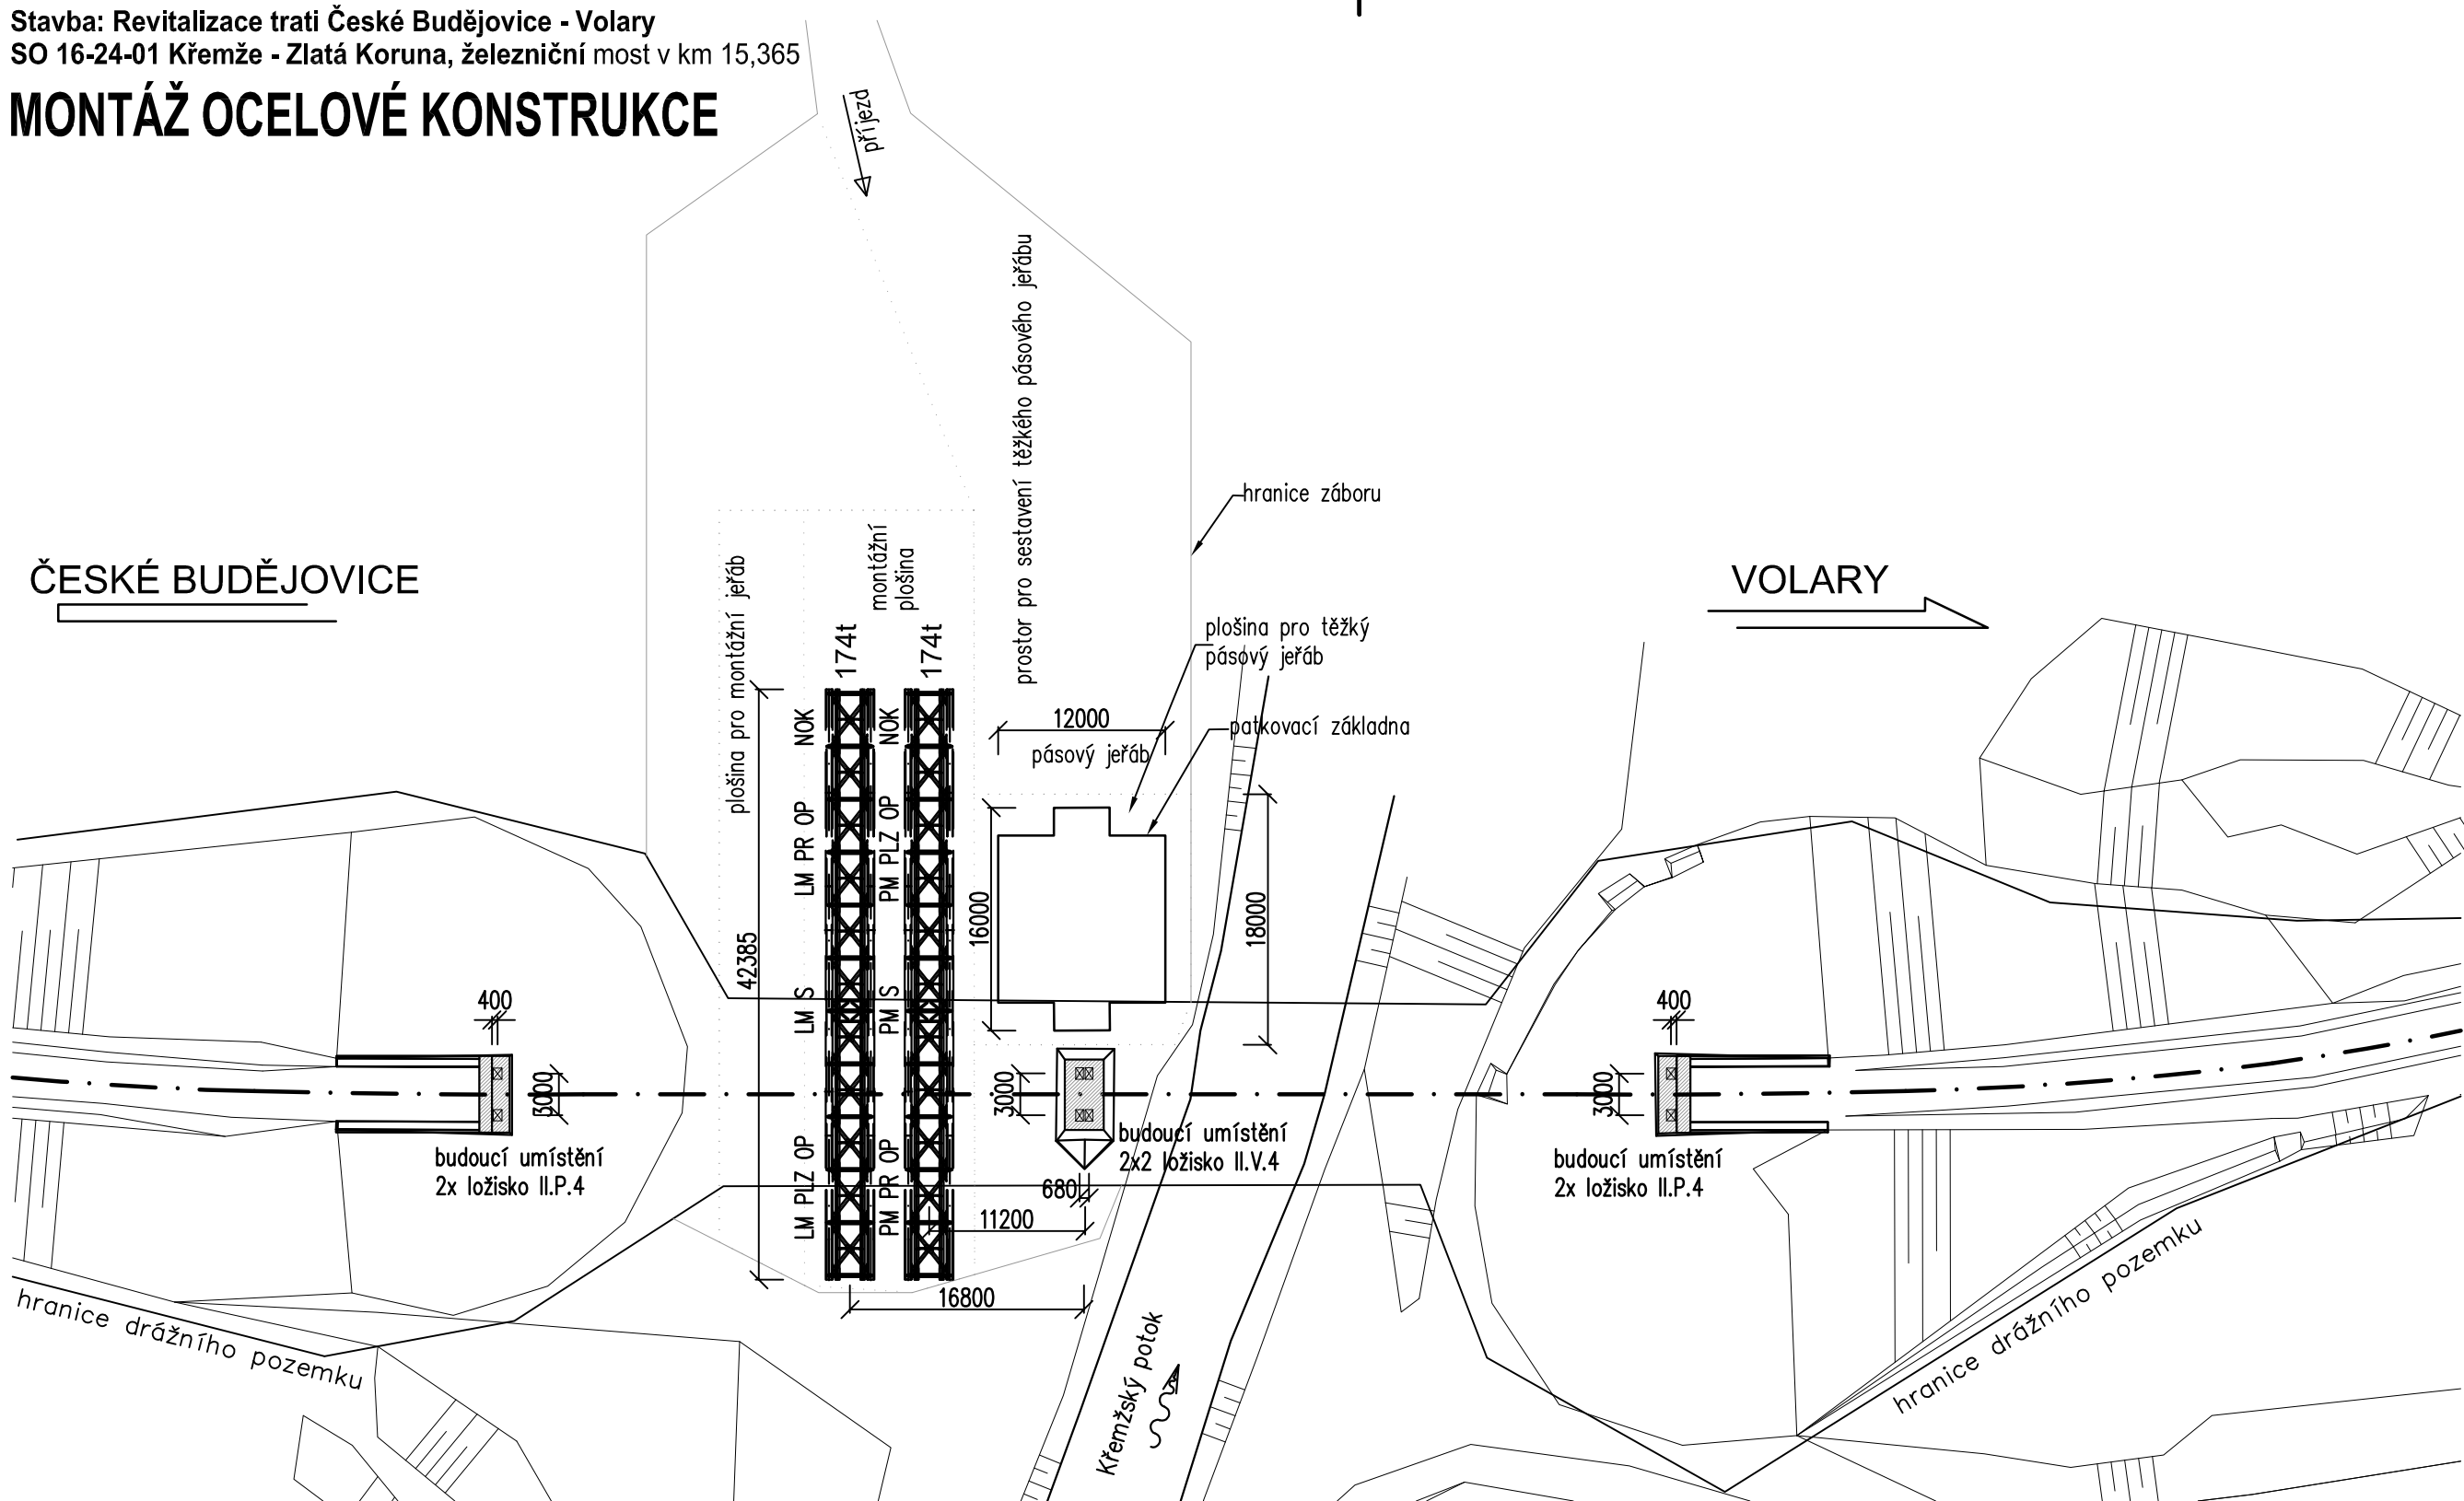 Stavba: Revitalizace trati České Budějovice - Volary
SO 16-24-01 Křemže - Zlatá Koruna, železniční most v km 15,365
MONTÁŽ OCELOVÉ KONSTRUKCE
příjezd
prostor pro sestavení těžkého pásového jeřábu
hranice záboru
ČESKÉ BUDĚJOVICE
VOLARY
plošina pro montážní jeřáb
montážní
plošina
174t
174t
plošina pro těžký
pásový jeřáb
patkovací základna
12000
pásový jeřáb
NOK
NOK
LM PR OP
PM PLZ OP
16000
18000
42385
LM S
PM S
400
3000
3000
400
3000
budoucí umístění
2x ložisko II.P.4
LM PLZ OP
PM PR OP
budoucí umístění
2x2 ložisko II.V.4
680
11200
16800
budoucí umístění
2x ložisko II.P.4
hranice drážního pozemku
Křemžský potok
hranice drážního pozemku